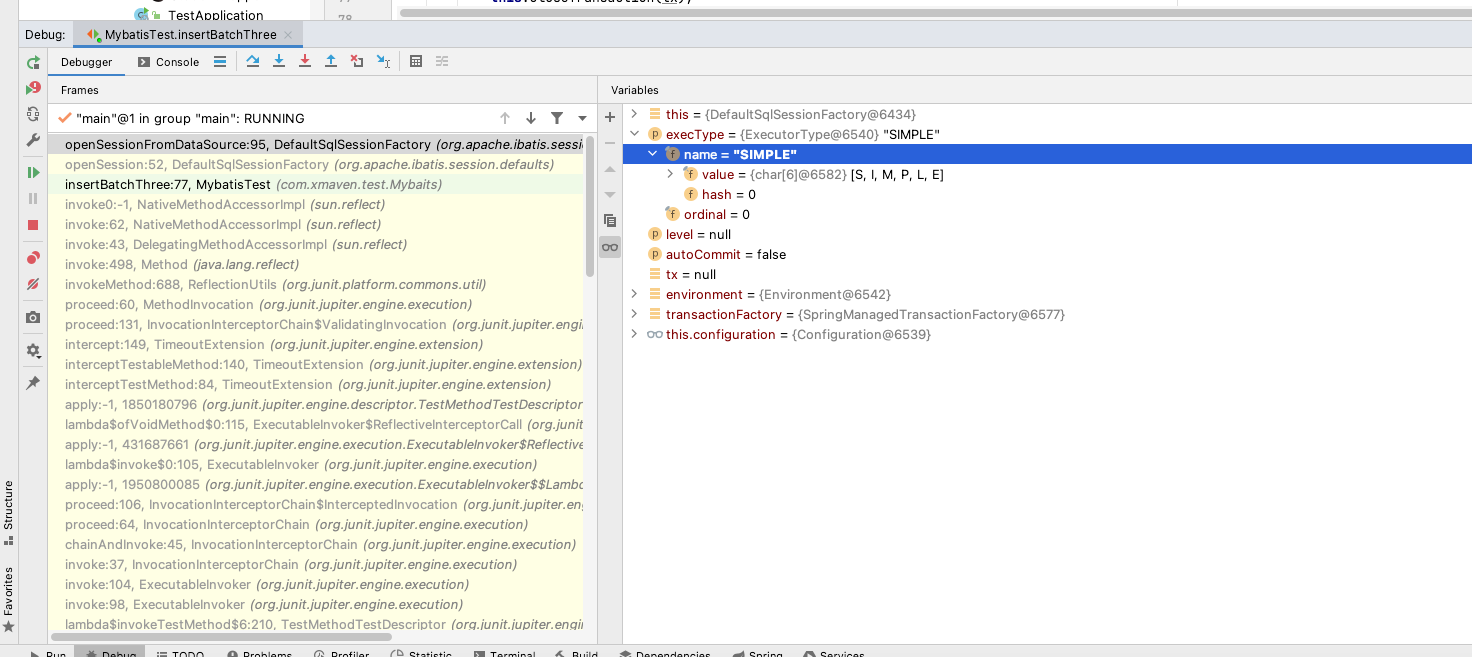 TestApplication
78
Debug:
MybatisTest.insertBatchThree
Debugger
Console
Frames
Variables
"main"@1 in group "main": RUNNING
openSessionFromDataSource:95, DefaultSqlSessionFactory (org.apache.ibatis.sessi
openSession:52, DefaultSqlSessionFactory (org.apache.ibatis.session.defaults)
insertBatchThree:77, MybatisTest (com.xmaven.test.Mybaits)
invoke0:-1, NativeMethodAccessorImpl (sun.reflect)
invoke:62, NativeMethodAccessorImpl (sun.reflect)
invoke:43, DelegatingMethodAccessorImpl (sun.reflect)
invoke:498, Method (java.lang.reflect)
invokeMethod:688, ReflectionUtils (org.junit.platform.commons.util)
proceed:60, MethodInvocation (org.junit.jupiter.engine.execution)
proceed:131, InvocationInterceptorChain$ValidatingInvocation (org.junit.jupiter.engi
intercept:149, TimeoutExtension (org.junit.jupiter.engine.extension)
interceptTestableMethod:140, TimeoutExtension (org.junit.jupiter.engine.extension)
interceptTestMethod:84, TimeoutExtension (org.junit.jupiter.engine.extension)
apply:-1, 1850180796 (org.junit.jupiter.engine.descriptor.TestMethodTestDescriptor
lambda$ofVoidMethod$0:115, ExecutableInvoker$ReflectiveInterceptorCall (org.junit
apply:-1, 431687661 (org.junit.jupiter.engine.execution.ExecutableInvoker$Reflective
lambda$invoke$0:105, ExecutableInvoker (org.junit.jupiter.engine.execution)
apply:-1, 1950800085 (org.junit.jupiter.engine.execution.ExecutableInvoker$$Lambd
proceed:106, InvocationInterceptorChain$InterceptedInvocation (org.junit.jupiter.en
proceed:64, InvocationInterceptorChain (org.junit.jupiter.engine.execution)
chainAndInvoke:45, InvocationInterceptorChain (org.junit.jupiter.engine.execution)
invoke:37, InvocationInterceptorChain (org.junit.jupiter.engine.execution)
invoke:104, ExecutableInvoker (org.junit.jupiter.engine.execution)
invoke:98, ExecutableInvoker (org.junit.jupiter.engine.execution)
lambda$invokeTestMethod$6:210, TestMethodTestDescriptor (org.junit.jupiter.engi
this = {DefaultSqlSessionFactory@6434}
execType = {ExecutorType@6540} "SIMPLE"
name = "SIMPLE"
value = {char[6]@6582} [S, I, M, P, L, E]
hash = 0
ordinal = 0
level = null
autoCommit = false
tx = null
environment = {Environment@6542}
transactionFactory = {SpringManagedTransactionFactory@6577}
this.configuration = {Configuration@6539}
Structure
Favorites
Run
Debug
TODO
Problems
Profiler
Statistic
Terminal
Build
Dependencies
Spring
Services